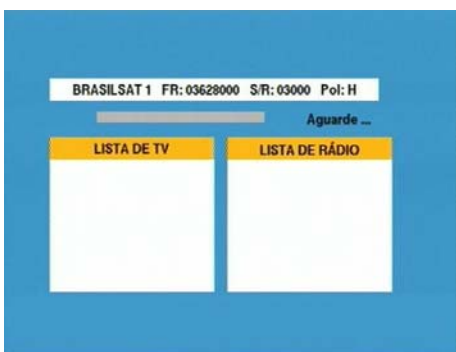 BRASILSAT 1 FR: 03628000 S/R: 03000 Pol: H
Aguarde ...
LISTA DE TV
LISTA DE RÁDIO